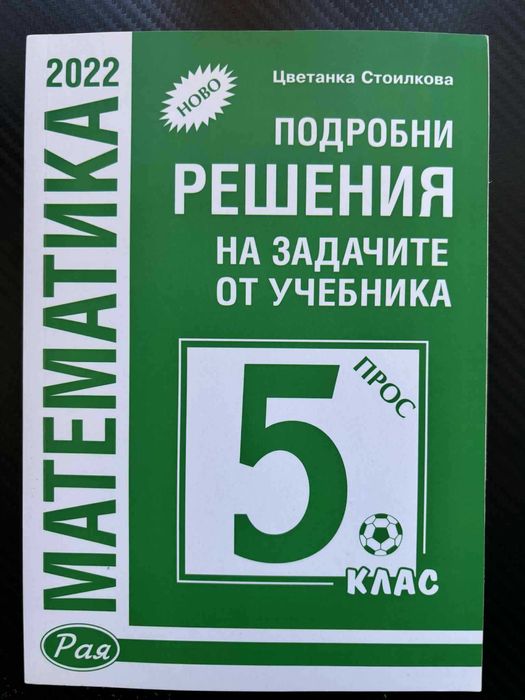 2022
МАТЕМАТИКА
НОВО
Цветанка Стоилкова
ПОДРОБНИ
РЕШЕНИЯ
НА ЗАДАЧИТЕ
ОТ УЧЕБНИКА
ПРОС
5
КЛАС
Рая